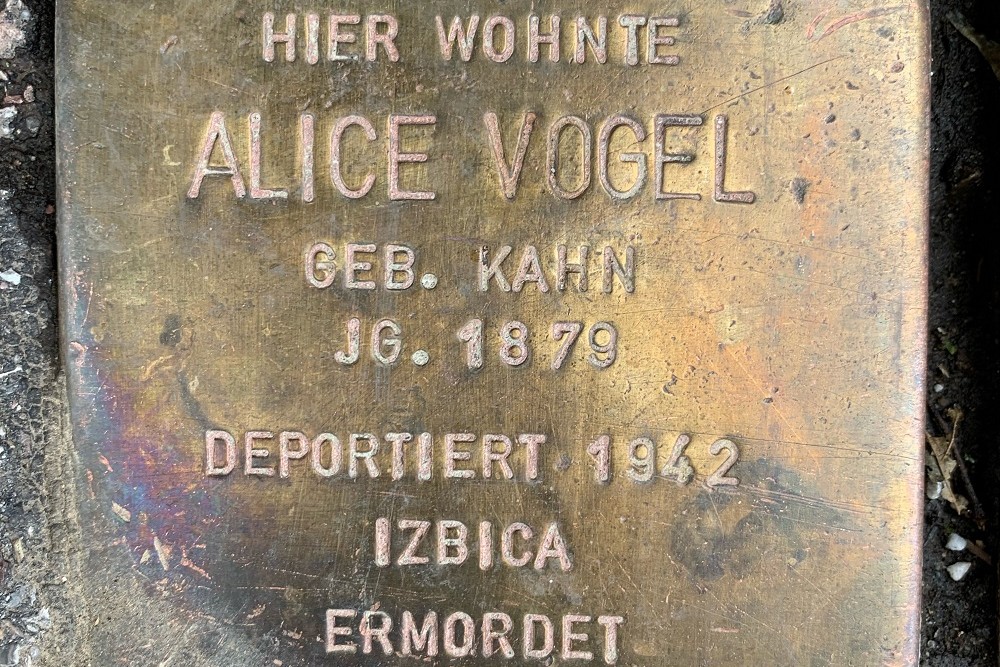 HIER WOHNTE
ALICE VOGEL
GEB. KAHN
JG. 1879
DEPORTIERT 1942
IZBICA
ERMORDET